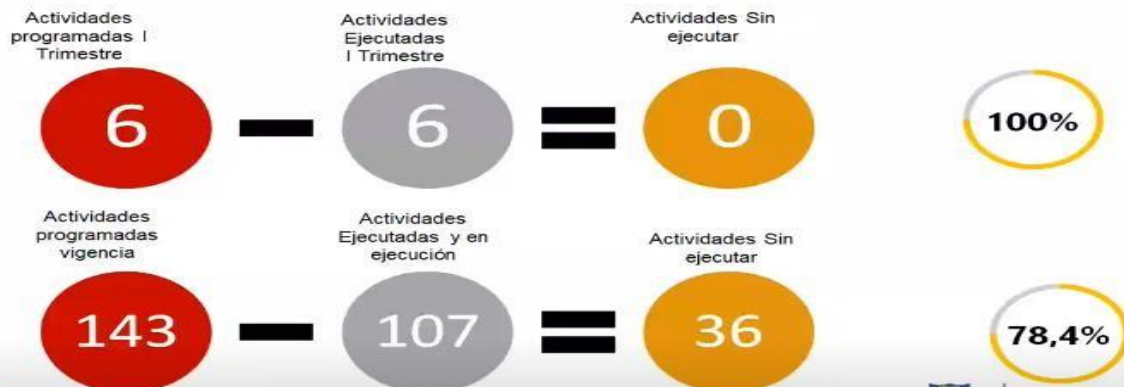 Actividades
programadas I
Trimestre
Actividades
Ejecutadas
I Trimestre
Actividades Sin
ejecutar
6
6
0
100%
Actividades
programadas
vigencia
Actividades
Ejecutadas y en
ejecución
Actividades Sin
ejecutar
143
107
36
78,4%